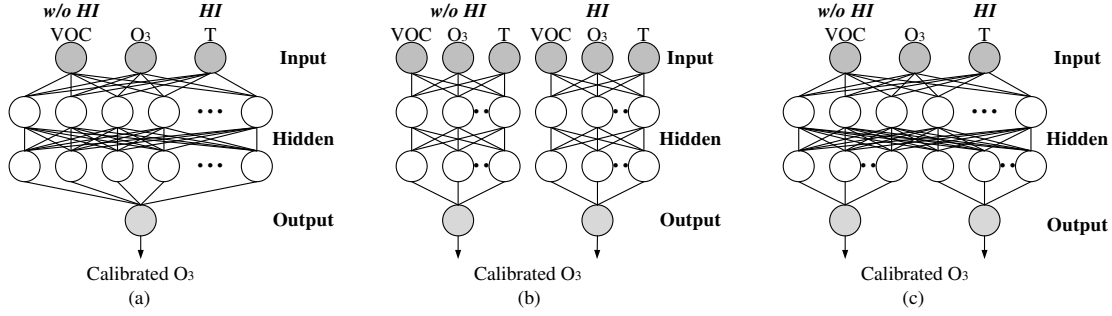 w/o HI HI
VOC O3 T
Input
Hidden
Output
Calibrated O3
(a)
w/o HI HI
VOC O3 T VOC O3 T
Input
Hidden
Output
Calibrated O3
(b)
w/o HI HI
VOC O3 T
Input
Hidden
Output
Calibrated O3
(c)